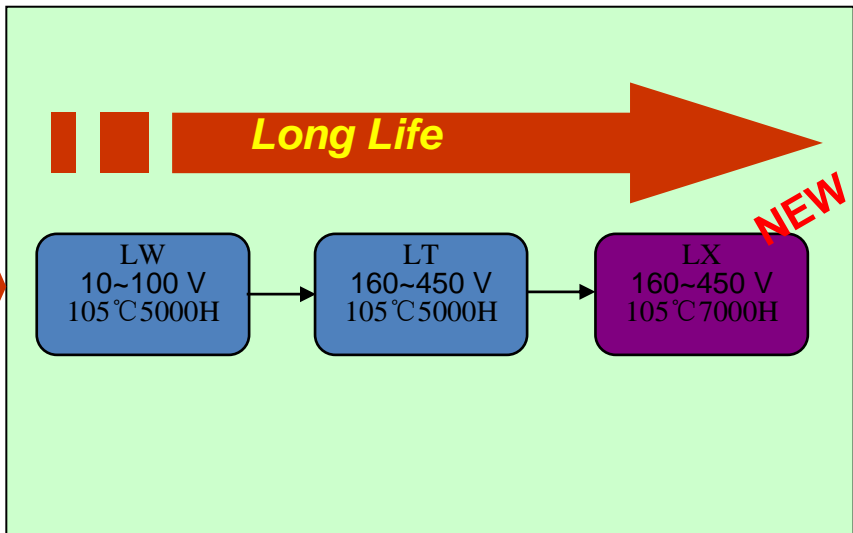 Long Life
NEW
LW
10~100 V
105℃5000H
LT
160~450 V
105℃5000H
LX
160~450 V
105℃7000H